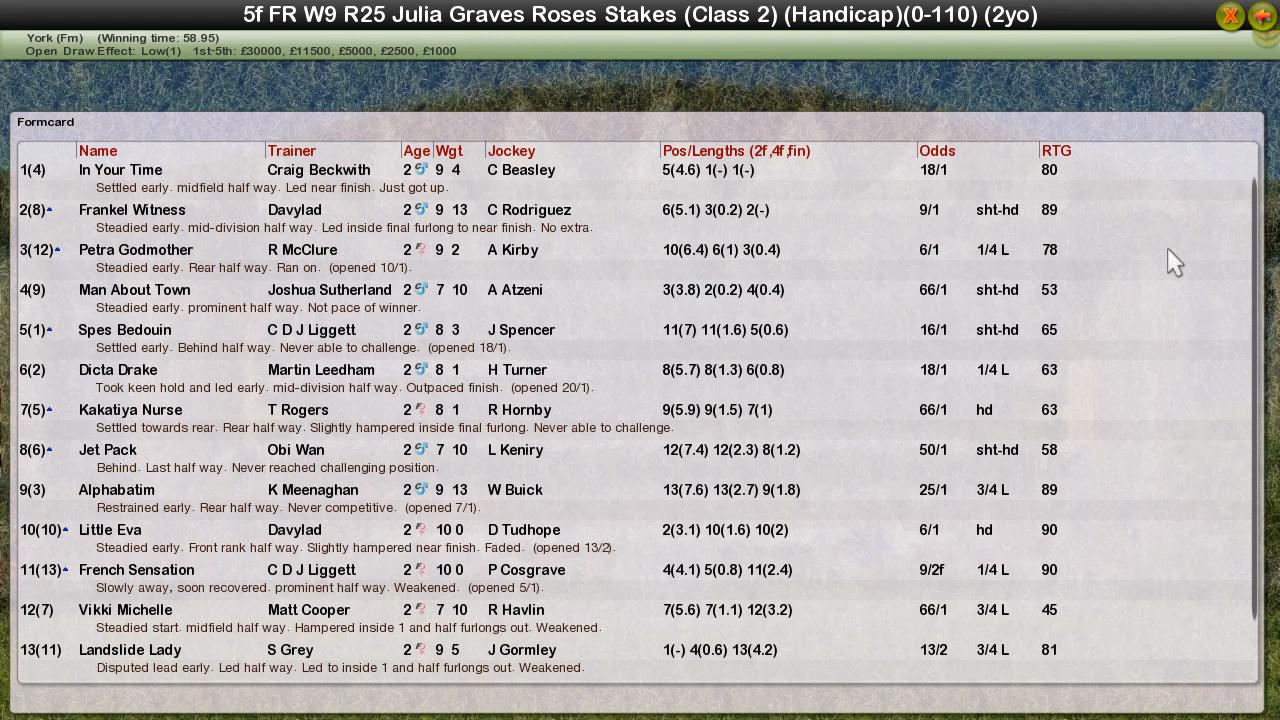 5f FR W9 R25 Julia Graves Roses Stakes (Class 2) (Handicap)(0-110) (2yo)
York (Fm) (Winning time: 58.95)
Open Draw Effect: Low(1) 1st-5th: £30000, £11500, £5000, £2500, £1000
Formcard
Name Trainer Age Wgt Jockey Pos/Lengths (2f,4f,fin) Odds RTG
1(4) In Your Time Craig Beckwith 2 9 4 C Beasley 5(4.6) 1(-) 1(-) 18/1 80
Settled early. midfield half way. Led near finish. Just got up.
2(8) Frankel Witness Davylad 2 9 13 C Rodriguez 6(5.1) 3(0.2) 2(-) 9/1 sht-hd 89
Steadied early. mid-division half way. Led inside final furlong to near finish. No extra.
3(12) Petra Godmother R McClure 2 9 2 A Kirby 10(6.4) 6(1) 3(0.4) 6/1 1/4 L 78
Steadied early. Rear half way. Ran on. (opened 10/1).
4(9) Man About Town Joshua Sutherland 2 7 10 A Atzeni 3(3.8) 2(0.2) 4(0.4) 66/1 sht-hd 53
Steadied early. prominent half way. Not pace of winner.
5(1) Spes Bedouin C D J Liggett 2 8 3 J Spencer 11(7) 11(1.6) 5(0.6) 16/1 sht-hd 65
Settled early. Behind half way. Never able to challenge. (opened 18/1).
6(2) Dicta Drake Martin Leedham 2 8 1 H Turner 8(5.7) 8(1.3) 6(0.8) 18/1 1/4 L 63
Took keen hold and led early. mid-division half way. Outpaced finish. (opened 20/1).
7(5) Kakatiya Nurse T Rogers 2 8 1 R Hornby 9(5.9) 9(1.5) 7(1) 66/1 hd 63
Settled towards rear. Rear half way. Slightly hampered inside final furlong. Never able to challenge.
8(6) Jet Pack Obi Wan 2 7 10 L Keniry 12(7.4) 12(2.3) 8(1.2) 50/1 sht-hd 58
Behind. Last half way. Never reached challenging position.
9(3) Alphabatim K Meenaghan 2 9 13 W Buick 13(7.6) 13(2.7) 9(1.8) 25/1 3/4 L 89
Restrained early. Rear half way. Never competitive. (opened 7/1).
10(10) Little Eva Davylad 2 10 0 D Tudhope 2(3.1) 10(1.6) 10(2) 6/1 hd 90
Steadied early. Front rank half way. Slightly hampered near finish. Faded. (opened 13/2).
11(13) French Sensation C D J Liggett 2 10 0 P Cosgrave 4(4.1) 5(0.8) 11(2.4) 9/2f 1/4 L 90
Slowly away, soon recovered. prominent half way. Weakened. (opened 5/1).
12(7) Vikki Michelle Matt Cooper 2 7 10 R Havlin 7(5.6) 7(1.1) 12(3.2) 66/1 3/4 L 45
Steadied start. midfield half way. Hampered inside 1 and half furlongs out. Weakened.
13(11) Landslide Lady S Grey 2 9 5 J Gormley 1(-) 4(0.6) 13(4.2) 13/2 3/4 L 81
Disputed lead early. Led half way. Led to inside 1 and half furlongs out. Weakened.